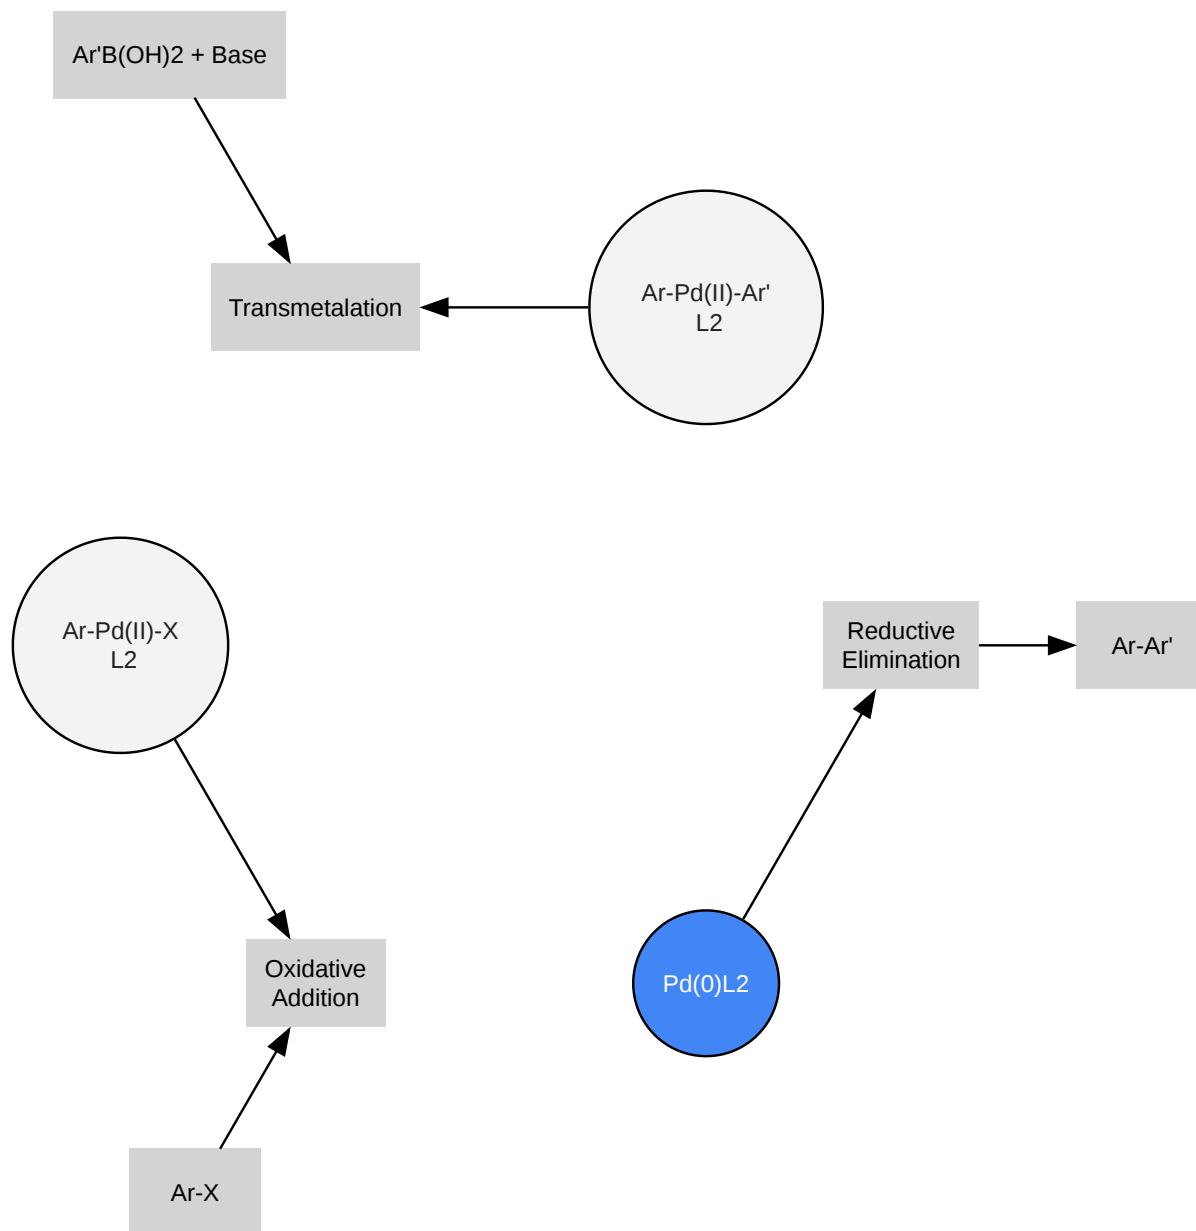 Ar'B(OH)2 + Base
Transmetalation
Ar-Pd(II)-Ar'
L2
Ar-Pd(II)-X
L2
Reductive
Elimination
Ar-Ar'
Oxidative
Addition
Pd(0)L2
Ar-X